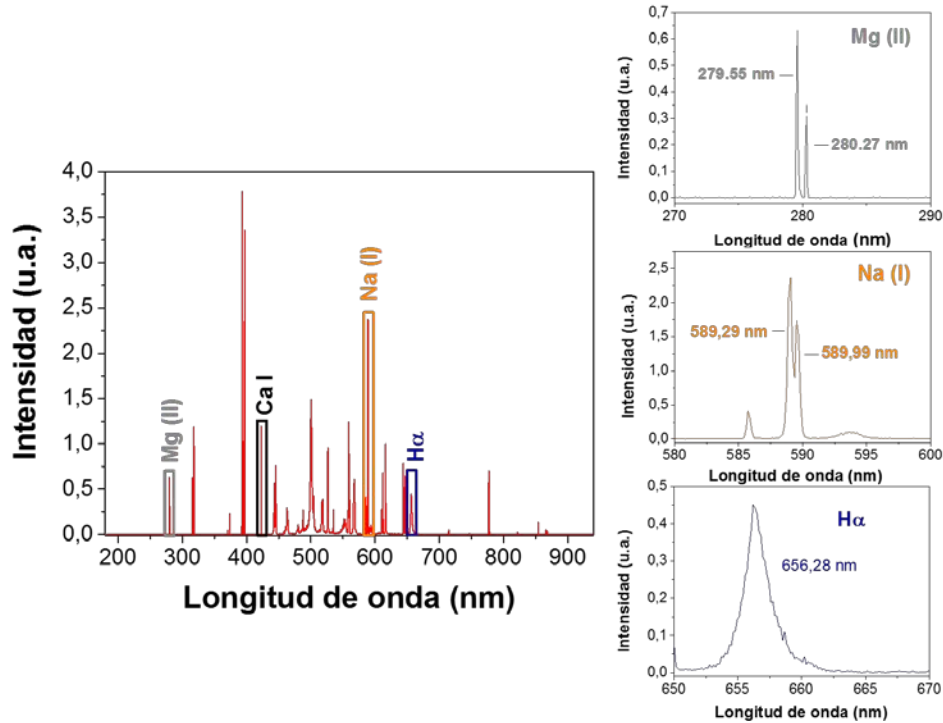 4,0
3,5
3,0
2,5
2,0
1,5
1,0
0,5
0,0
Intensidad (u.a.)
Mg (II)
Ca I
Na (I)
Hα
200 300 400 500 600 700 800 900
Longitud de onda (nm)
0,7
0,6
0,5
0,4
0,3
0,2
0,1
0,0
Intensidad (u.a.)
Mg (II)
279.55 nm
280.27 nm
270 280 290
Longitud de onda (nm)
2,5
2,0
1,5
1,0
0,5
0,0
Intensidad (u.a.)
Na (I)
589,29 nm
589,99 nm
580 585 590 595 600
Longitud de onda (nm)
0,5
0,4
0,3
0,2
0,1
0,0
Intensidad (u.a.)
Hα
656,28 nm
650 655 660 665 670
Longitud de onda (nm)